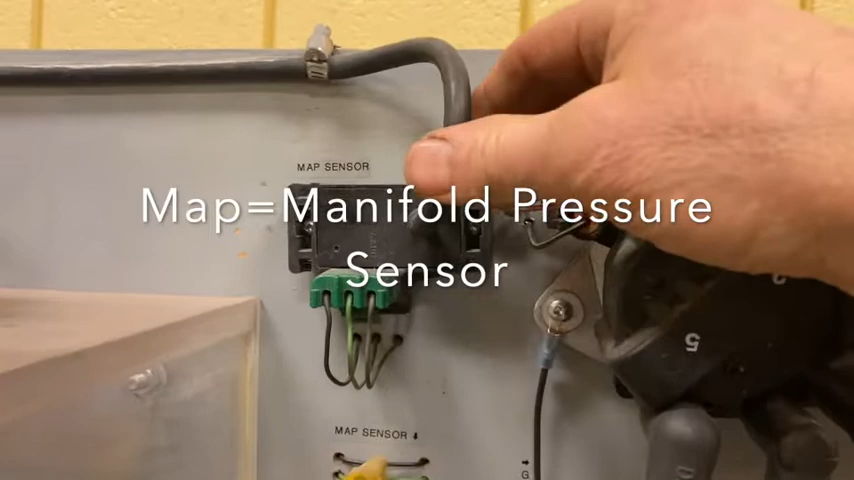 MAP SENSOR
Map=Manifold Pressure
Sensor
5
MAP SENSOR ↓
→
G